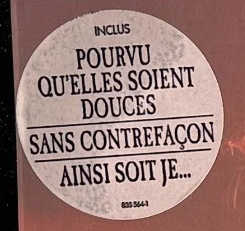 INCLUS
POURVU
QU'ELLES SOIENT
DOUCES
SANS CONTREFAÇON
AINSI SOIT JE...
835 564-1